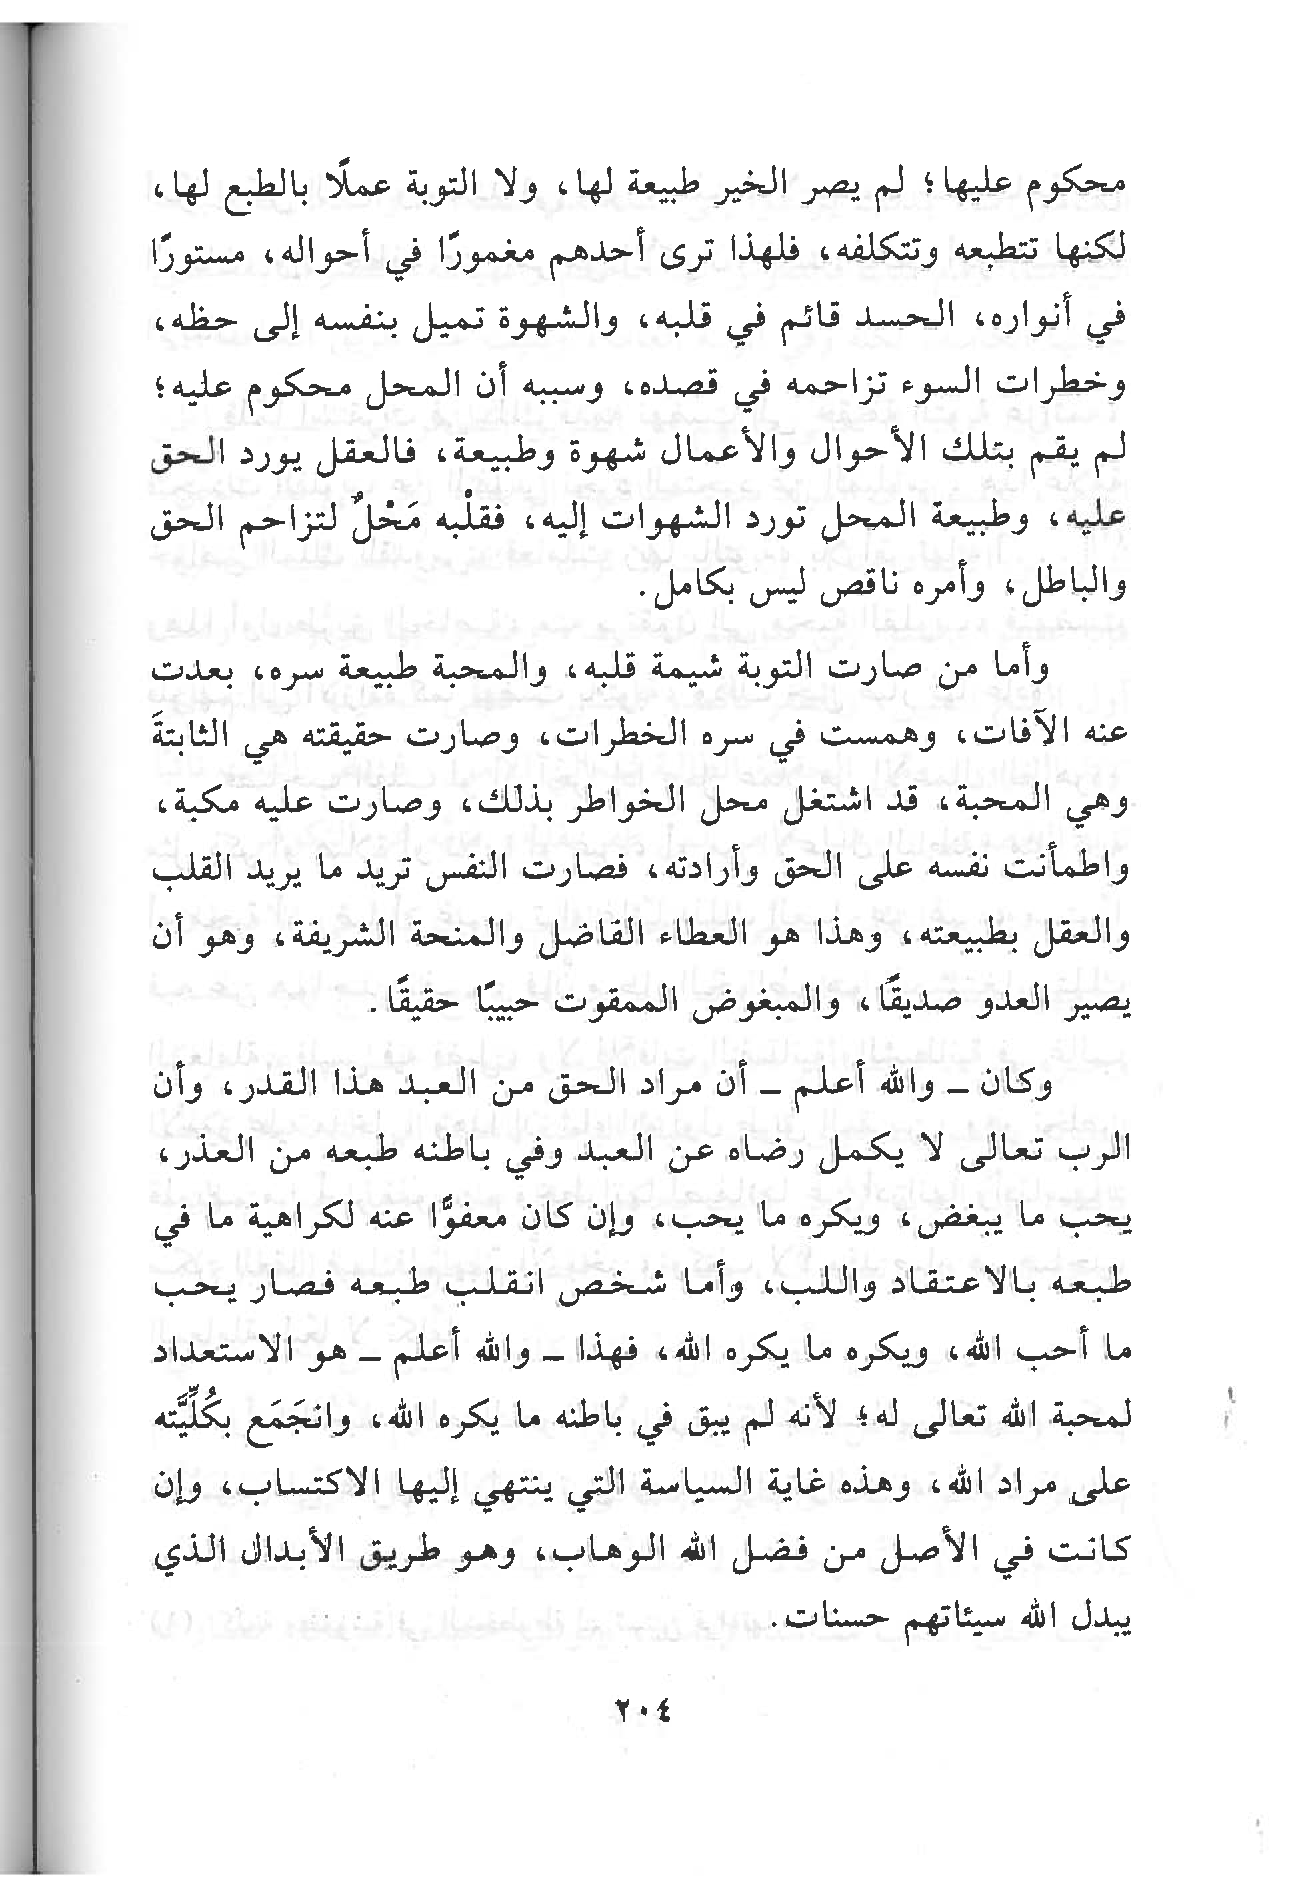 محكوم عليها؛ لم يصر الخير طبيعة لها، ولا التوبة عملًا بالطبع لها،
لكنها تتطبعه وتتكلفه، فلهذا ترى أحدهم مغمورًا في أحواله، مستورًا
في أنواره، الحسد قائم في قلبه، والشهوة تميل بنفسه إلى حظه،
وخطرات السوء تزاحمه في قصده، وسببه أن المحل محكوم عليه؛
لم يقم بتلك الأحوال والأعمال شهوة وطبيعة، فالعقل يورد الحق
عليه، وطبيعة المحل تورد الشهوات إليه، فقلْبه مَحْلٌ لتزاحم الحق
والباطل، وأمره ناقص ليس بكامل.
وأما من صارت التوبة شيمة قلبه، والمحبة طبيعة سره، بعدت
عنه الآفات، وهمست في سره الخطرات، وصارت حقيقته هي الثابتةَ
وهي المحبة، قد اشتغل محل الخواطر بذلك، وصارت عليه مكبة،
واطمأنت نفسه على الحق وأرادته، فصارت النفس تريد ما يريد القلب
والعقل بطبيعته، وهذا هو العطاء الفاضل والمنحة الشريفة، وهو أن
يصير العدو صديقًا، والمبغوض الممقوت حبيبًا حقيقًا.
وكان ـ والله أعلم ـ أن مراد الحق من العبد هذا القدر، وأن
الرب تعالى لا يكمل رضاه عن العبد وفي باطنه طبعه من العذر،
يحب ما يبغض، ويكره ما يحب، وإن كان معفوًّا عنه لكراهية ما في
طبعه بالاعتقاد واللب، وأما شخص انقلب طبعه فصار يحب
ما أحب الله، ويكره ما يكره الله، فهذا ـ والله أعلم ـ هو الاستعداد
لمحبة الله تعالى له؛ لأنه لم يبق في باطنه ما يكره الله، وانجَمَع بكُلِّيَّته
على مراد الله، وهذه غاية السياسة التي ينتهي إليها الاكتساب، وإن
كانت في الأصل من فضل الله الوهاب، وهو طريق الأبدال الذي
يبدل الله سيئاتهم حسنات.
٢٠٤